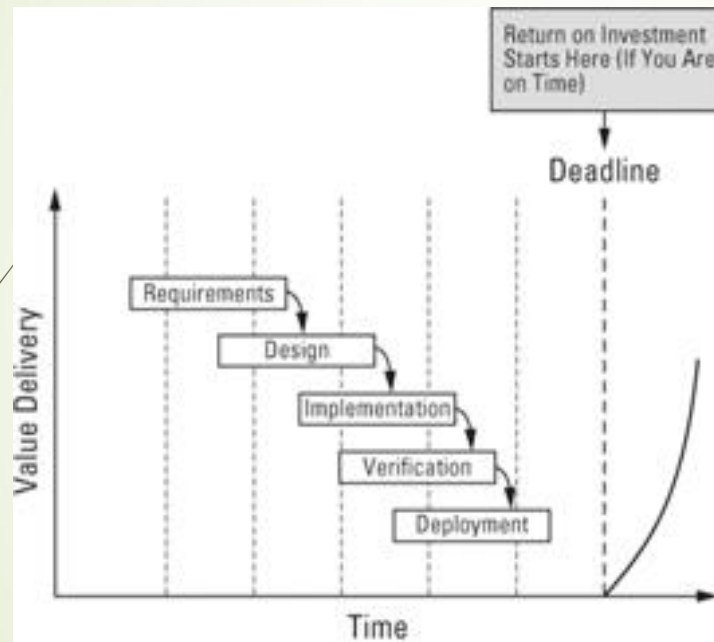 Return on Investment
Starts Here (If You Are
on Time)
Deadline
Requirements
Design
Implementation
Verification
Deployment
Value Delivery
Time